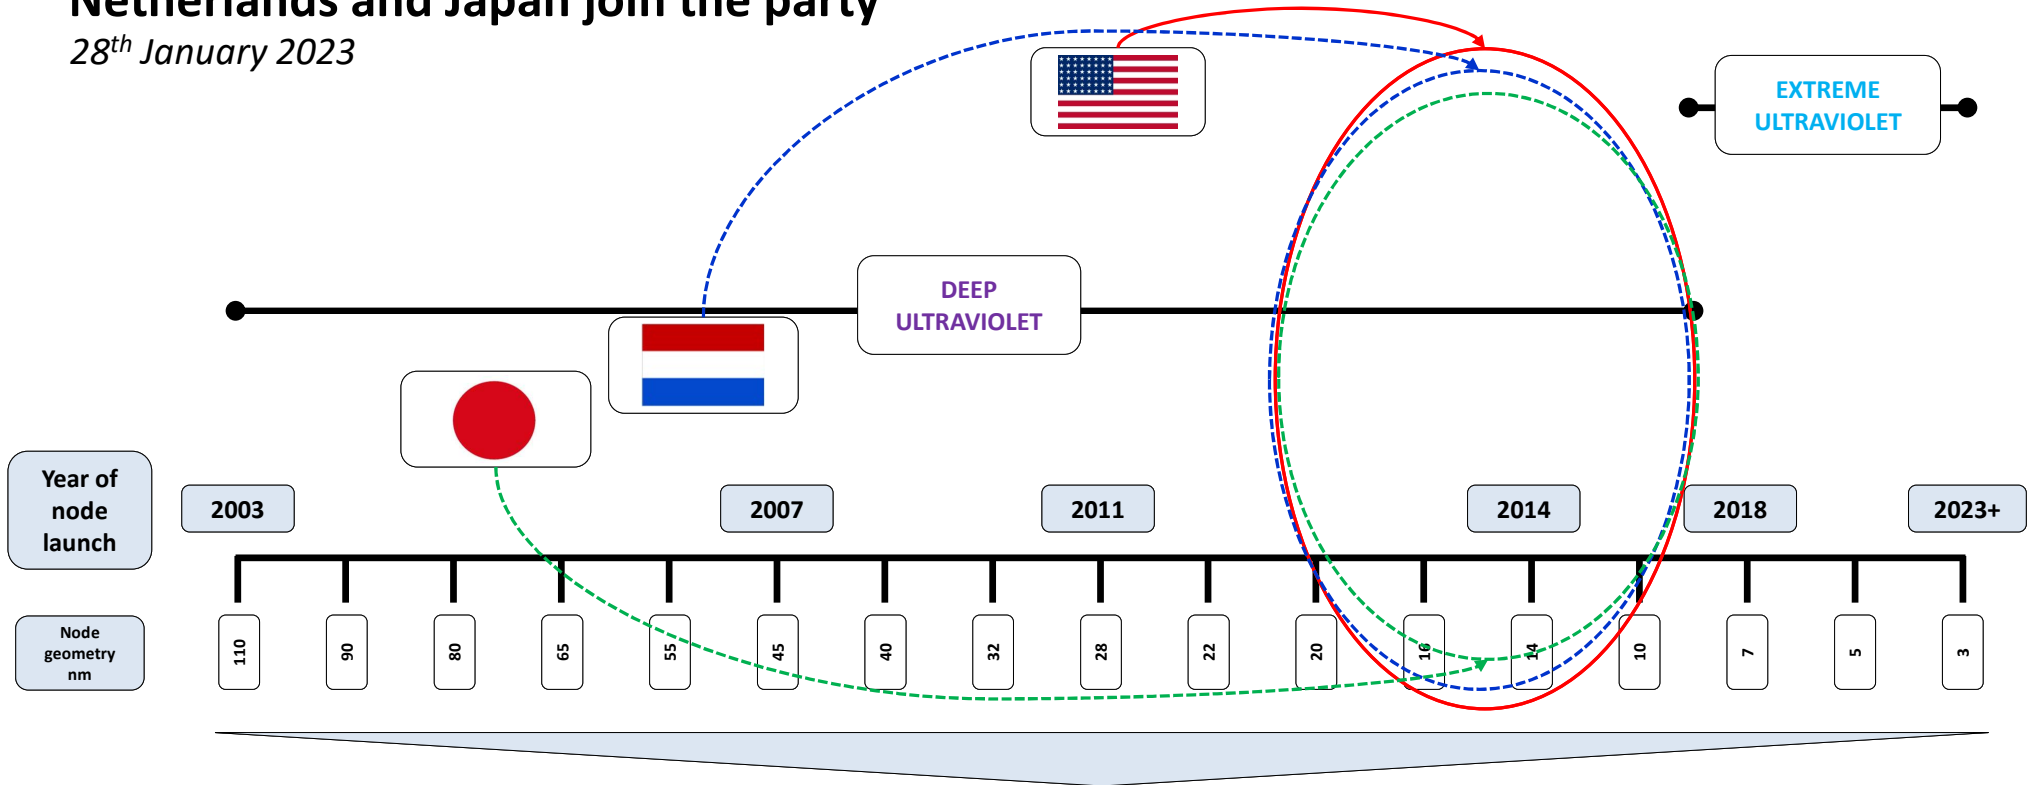 Netherlands and Japan join the party
28th January 2023
EXTREME
ULTRAVIOLET
DEEP
ULTRAVIOLET
Year of
node
launch
2003
2007
2011
2014
2018
2023+
Node
geometry
nm
110
90
80
65
55
45
40
32
28
22
20
16
14
10
7
5
3